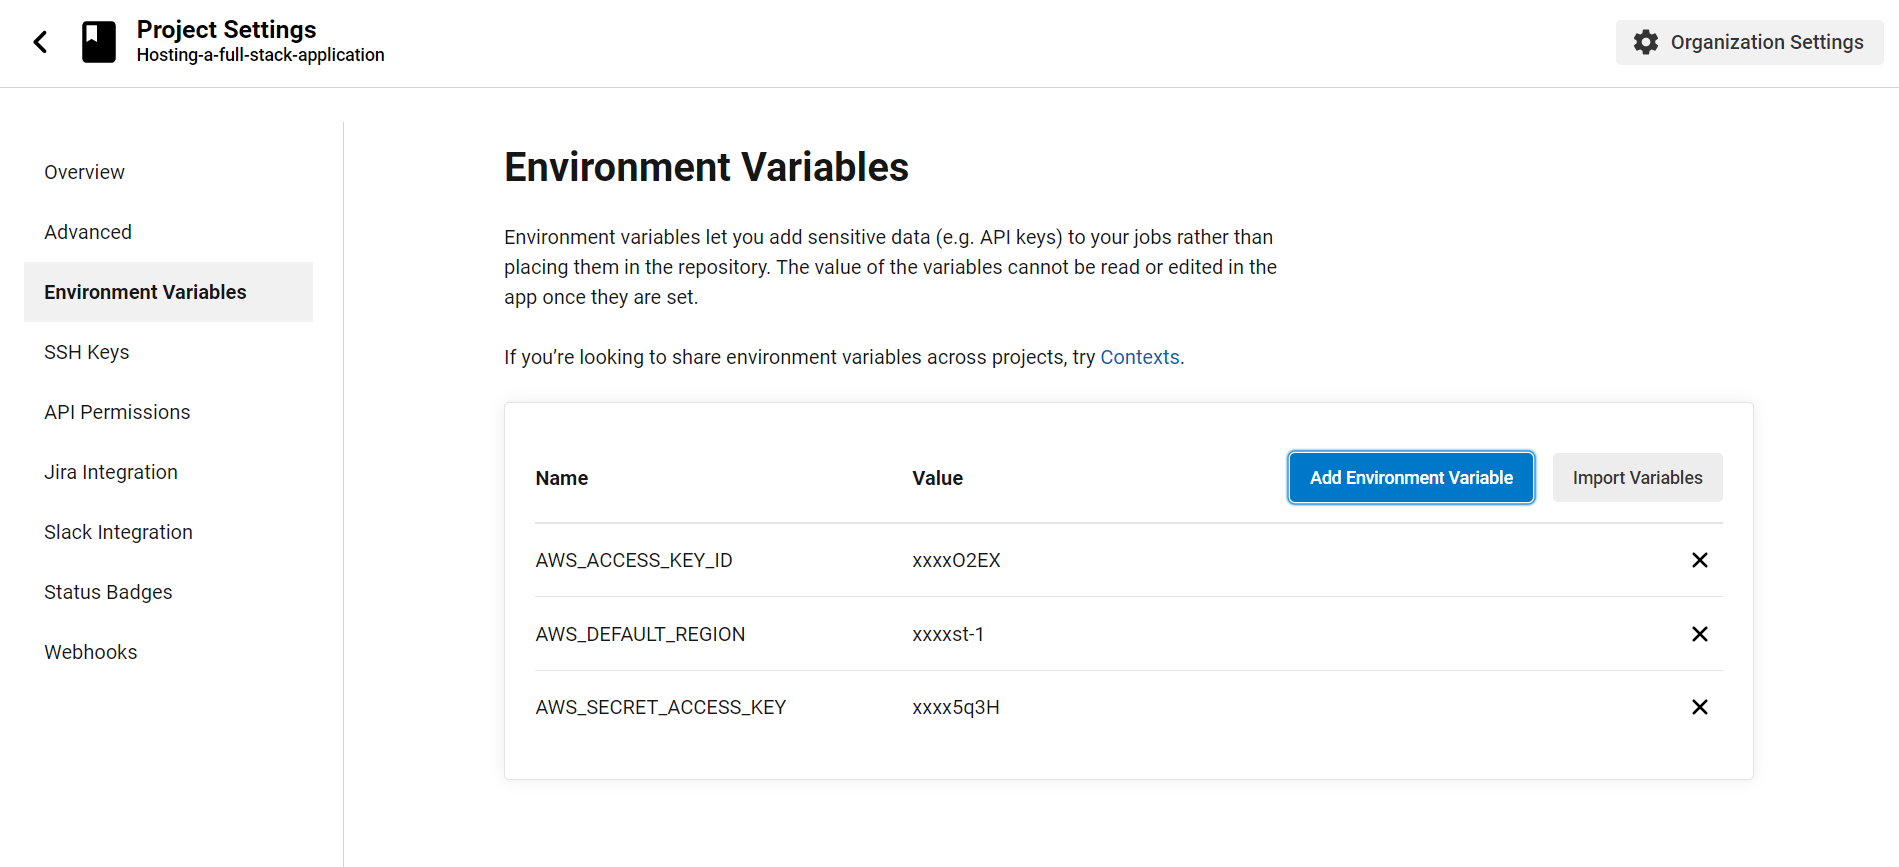 Project Settings
Hosting-a-full-stack-application
Organization Settings
Overview
Advanced
Environment Variables
SSH Keys
API Permissions
Jira Integration
Slack Integration
Status Badges
Webhooks
Environment Variables
Environment variables let you add sensitive data (e.g. API keys) to your jobs rather than
placing them in the repository. The value of the variables cannot be read or edited in the
app once they are set.
If you’re looking to share environment variables across projects, try Contexts.
Name Value Add Environment Variable Import Variables
AWS_ACCESS_KEY_ID xxxxO2EX
AWS_DEFAULT_REGION xxxxst-1
AWS_SECRET_ACCESS_KEY xxxx5q3H